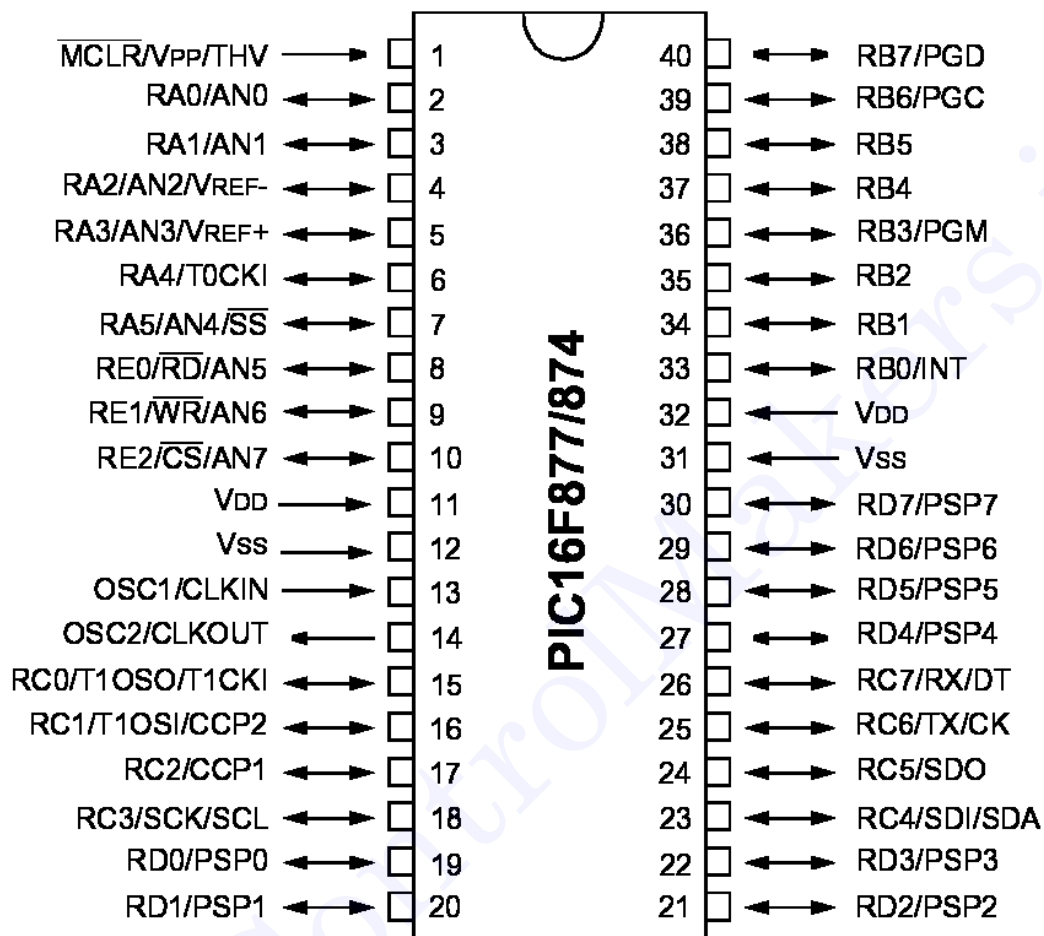 MCLR/VPP/THV 1 40 RB7/PGD
RA0/AN0 2 39 RB6/PGC
RA1/AN1 3 38 RB5
RA2/AN2/VREF- 4 37 RB4
RA3/AN3/VREF+ 5 36 RB3/PGM
RA4/T0CKI 6 35 RB2
RA5/AN4/SS 7 34 RB1
RE0/RD/AN5 8 33 RB0/INT
RE1/WR/AN6 9 32 VDD
RE2/CS/AN7 10 31 VSS
VDD 11 30 RD7/PSP7
VSS 12 29 RD6/PSP6
OSC1/CLKIN 13 28 RD5/PSP5
OSC2/CLKOUT 14 27 RD4/PSP4
RC0/T1OSO/T1CKI 15 26 RC7/RX/DT
RC1/T1OSI/CCP2 16 25 RC6/TX/CK
RC2/CCP1 17 24 RC5/SDO
RC3/SCK/SCL 18 23 RC4/SDI/SDA
RD0/PSP0 19 22 RD3/PSP3
RD1/PSP1 20 21 RD2/PSP2
PIC16F877/874
ControlMakers